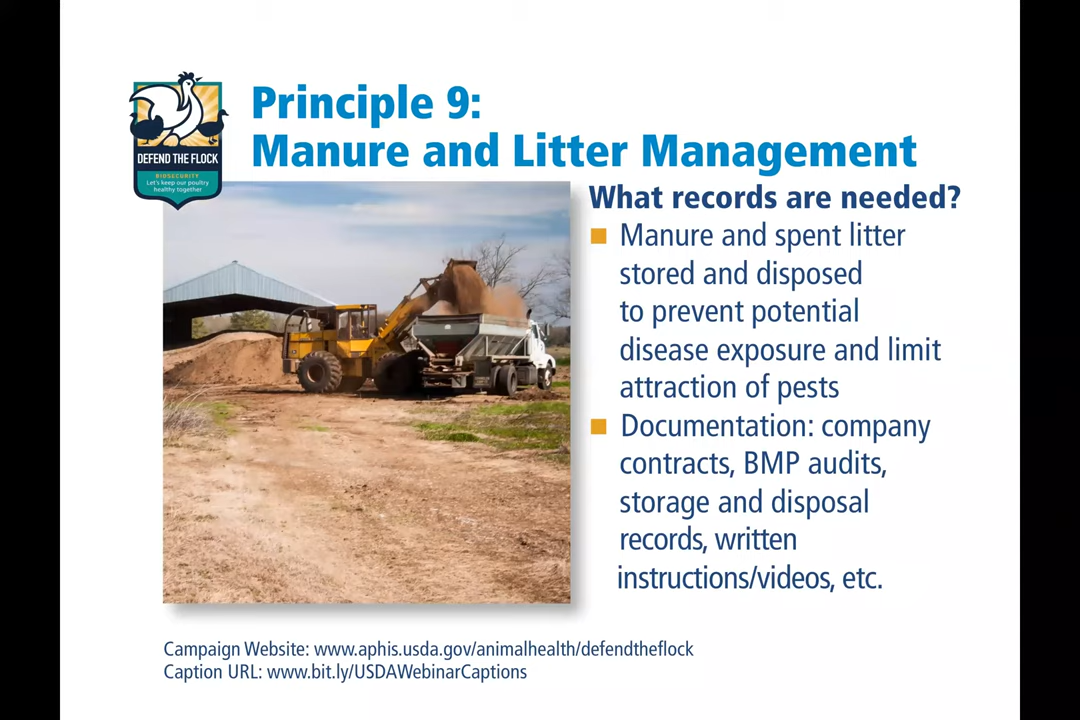 Principle 9:
Manure and Litter Management
DEFEND THE FLOCK
BIOSECURITY
Let's keep our poultry
healthy together
What records are needed?
Manure and spent litter
stored and disposed
to prevent potential
disease exposure and limit
attraction of pests
Documentation: company
contracts, BMP audits,
storage and disposal
records, written
instructions/videos, etc.
Campaign Website: www.aphis.usda.gov/animalhealth/defendtheflock
Caption URL: www.bit.ly/USDAWebinarCaptions